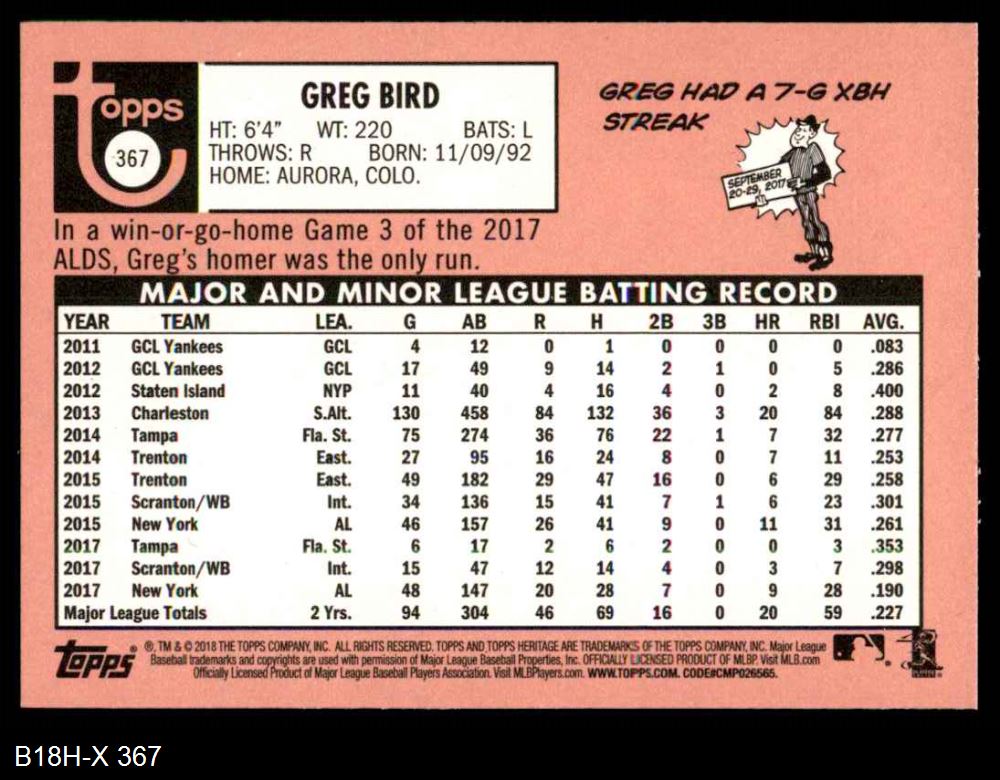 topps
367
GREG BIRD
HT: 6'4" WT: 220 BATS: L
THROWS: R BORN: 11/09/92
HOME: AURORA, COLO.
GREG HAD A 7-G XBH
STREAK
SEPTEMBER
20-29, 2017
In a win-or-go-home Game 3 of the 2017
ALDS, Greg's homer was the only run.
MAJOR AND MINOR LEAGUE BATTING RECORD
YEAR TEAM LEA. G AB R H 2B 3B HR RBI AVG.
2011 GCL Yankees GCL 4 12 0 1 0 0 0 0 .083
2012 GCL Yankees GCL 17 49 9 14 2 1 0 5 .286
2012 Staten Island NYP 11 40 4 16 4 0 2 8 .400
2013 Charleston S.Alt. 130 458 84 132 36 3 20 84 .288
2014 Tampa Fla. St. 75 274 36 76 22 1 7 32 .277
2014 Trenton East. 27 95 16 24 8 0 7 11 .253
2015 Trenton East. 49 182 29 47 16 0 6 29 .258
2015 Scranton/WB Int. 34 136 15 41 7 1 6 23 .301
2015 New York AL 46 157 26 41 9 0 11 31 .261
2017 Tampa Fla. St. 6 17 2 6 2 0 0 3 .353
2017 Scranton/WB Int. 15 47 12 14 4 0 3 7 .298
2017 New York AL 48 147 20 28 7 0 9 28 .190
Major League Totals 2 Yrs. 94 304 46 69 16 0 20 59 .227
topps
®, TM & © 2018 THE TOPPS COMPANY, INC. ALL RIGHTS RESERVED. TOPPS AND TOPPS HERITAGE ARE TRADEMARKS OF THE TOPPS COMPANY, INC. Major League
Baseball trademarks and copyrights are used with permission of Major League Baseball Properties, Inc. OFFICIALLY LICENSED PRODUCT OF MLBP. Visit MLB.com
Officially Licensed Product of Major League Baseball Players Association. Visit MLBPlayers.com. WWW.TOPPS.COM. CODE#CMP026565.
B18H-X 367